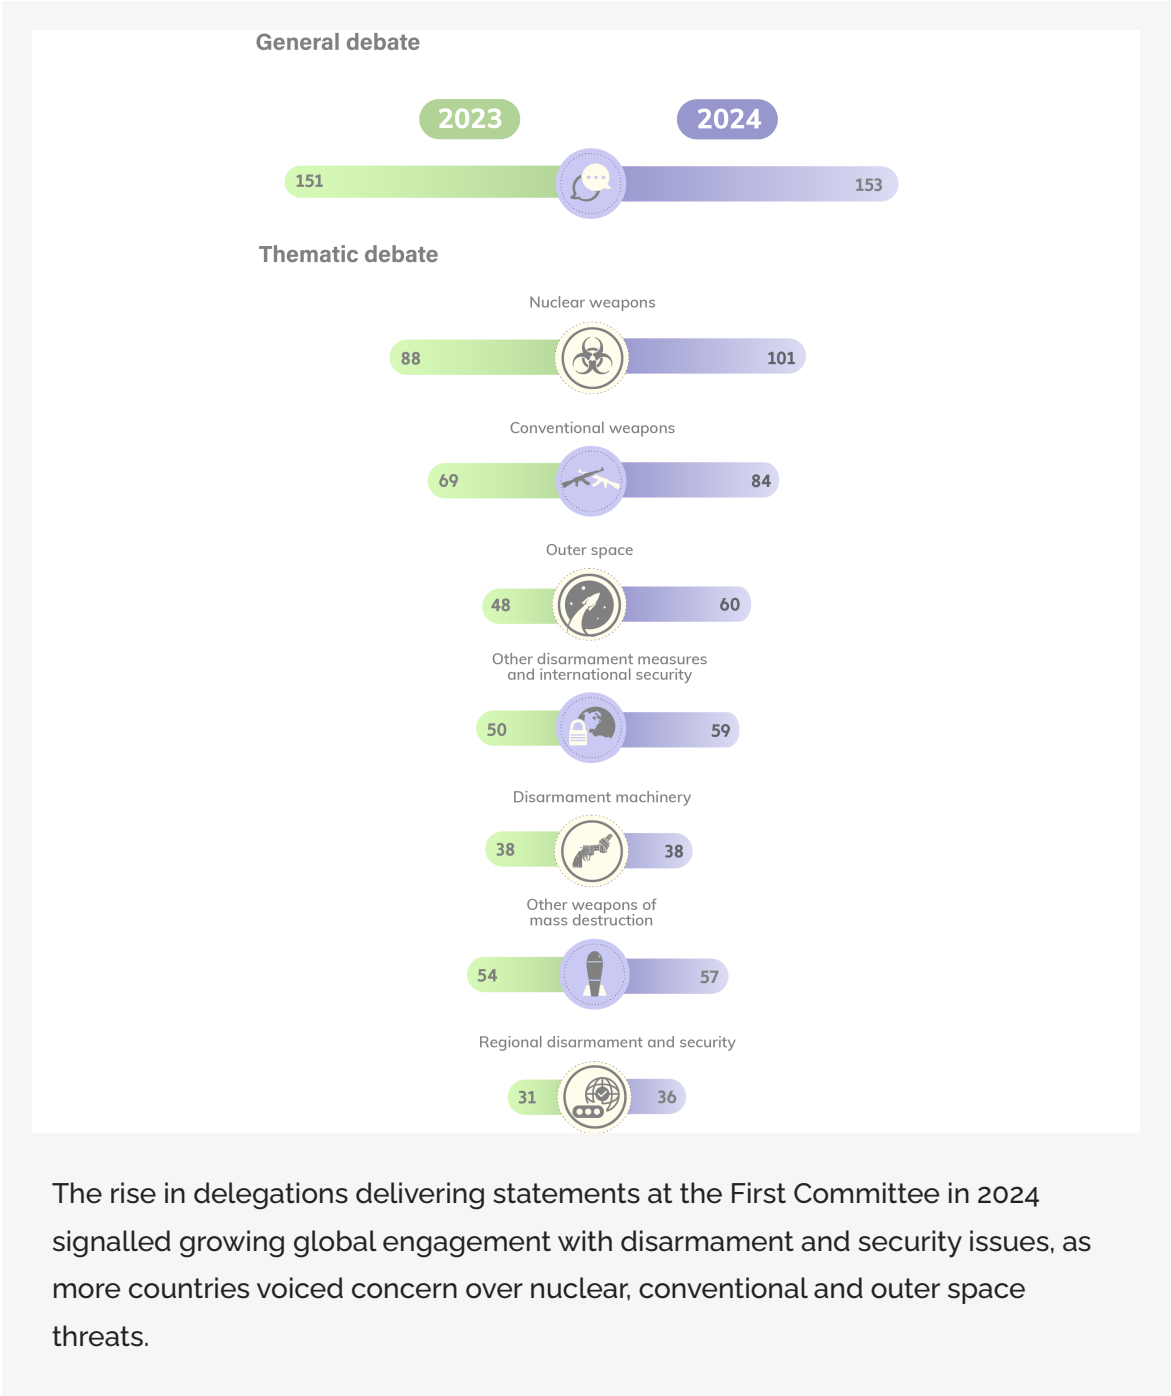 General debate
2023 2024
151 153
Thematic debate
Nuclear weapons
88 101
Conventional weapons
69 84
Outer space
48 60
Other disarmament measures
and international security
50 59
Disarmament machinery
38 38
Other weapons of
mass destruction
54 57
Regional disarmament and security
31 36
The rise in delegations delivering statements at the First Committee in 2024
signalled growing global engagement with disarmament and security issues, as
more countries voiced concern over nuclear, conventional and outer space
threats.